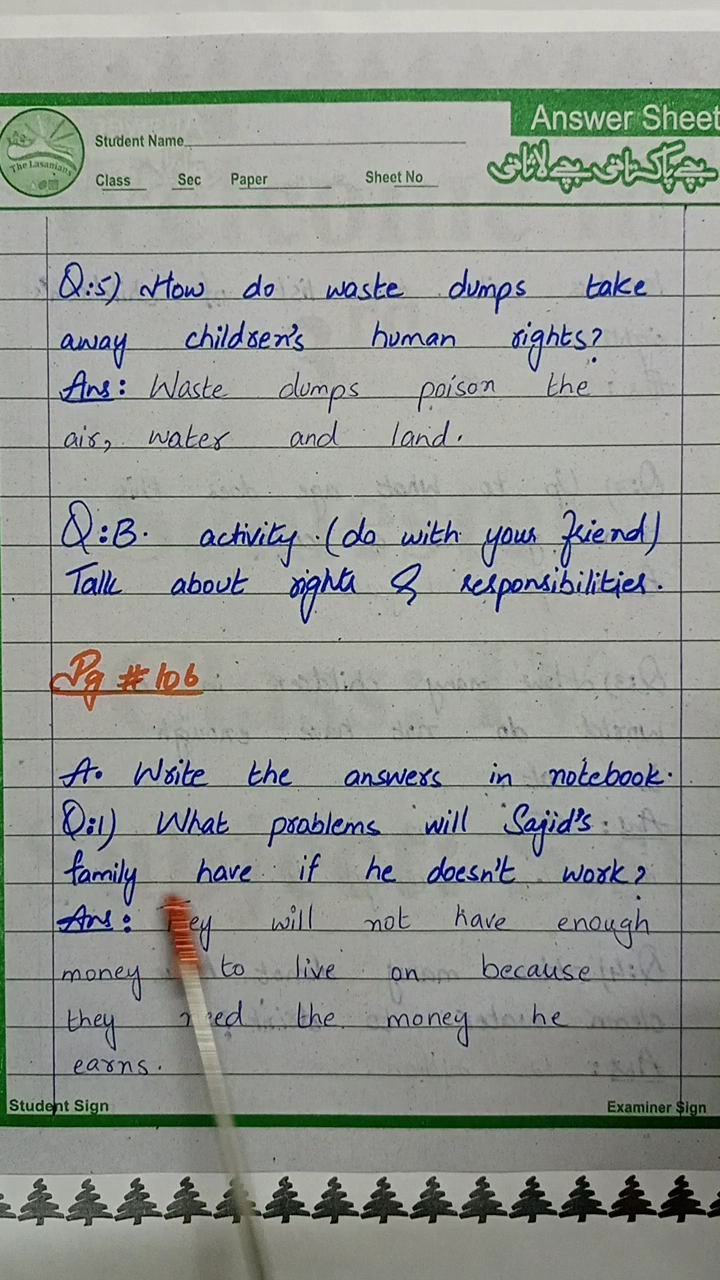 Answer Sheet
The Lasanians
Student Name
Class Sec Paper Sheet No
Q:5) How do waste dumps take
away children's human rights?
Ans: Waste dumps poison the
air, water and land.
Q:B. activity. (do with your friend)
Talk about rights & responsibilities.
Pg # 106
A. Write the answers in notebook.
Q:1) What problems will Sajid's
family have if he doesn't work?
Ans: They will not have enough
money to live on because
they need the money he
earns.
Student Sign Examiner Sign